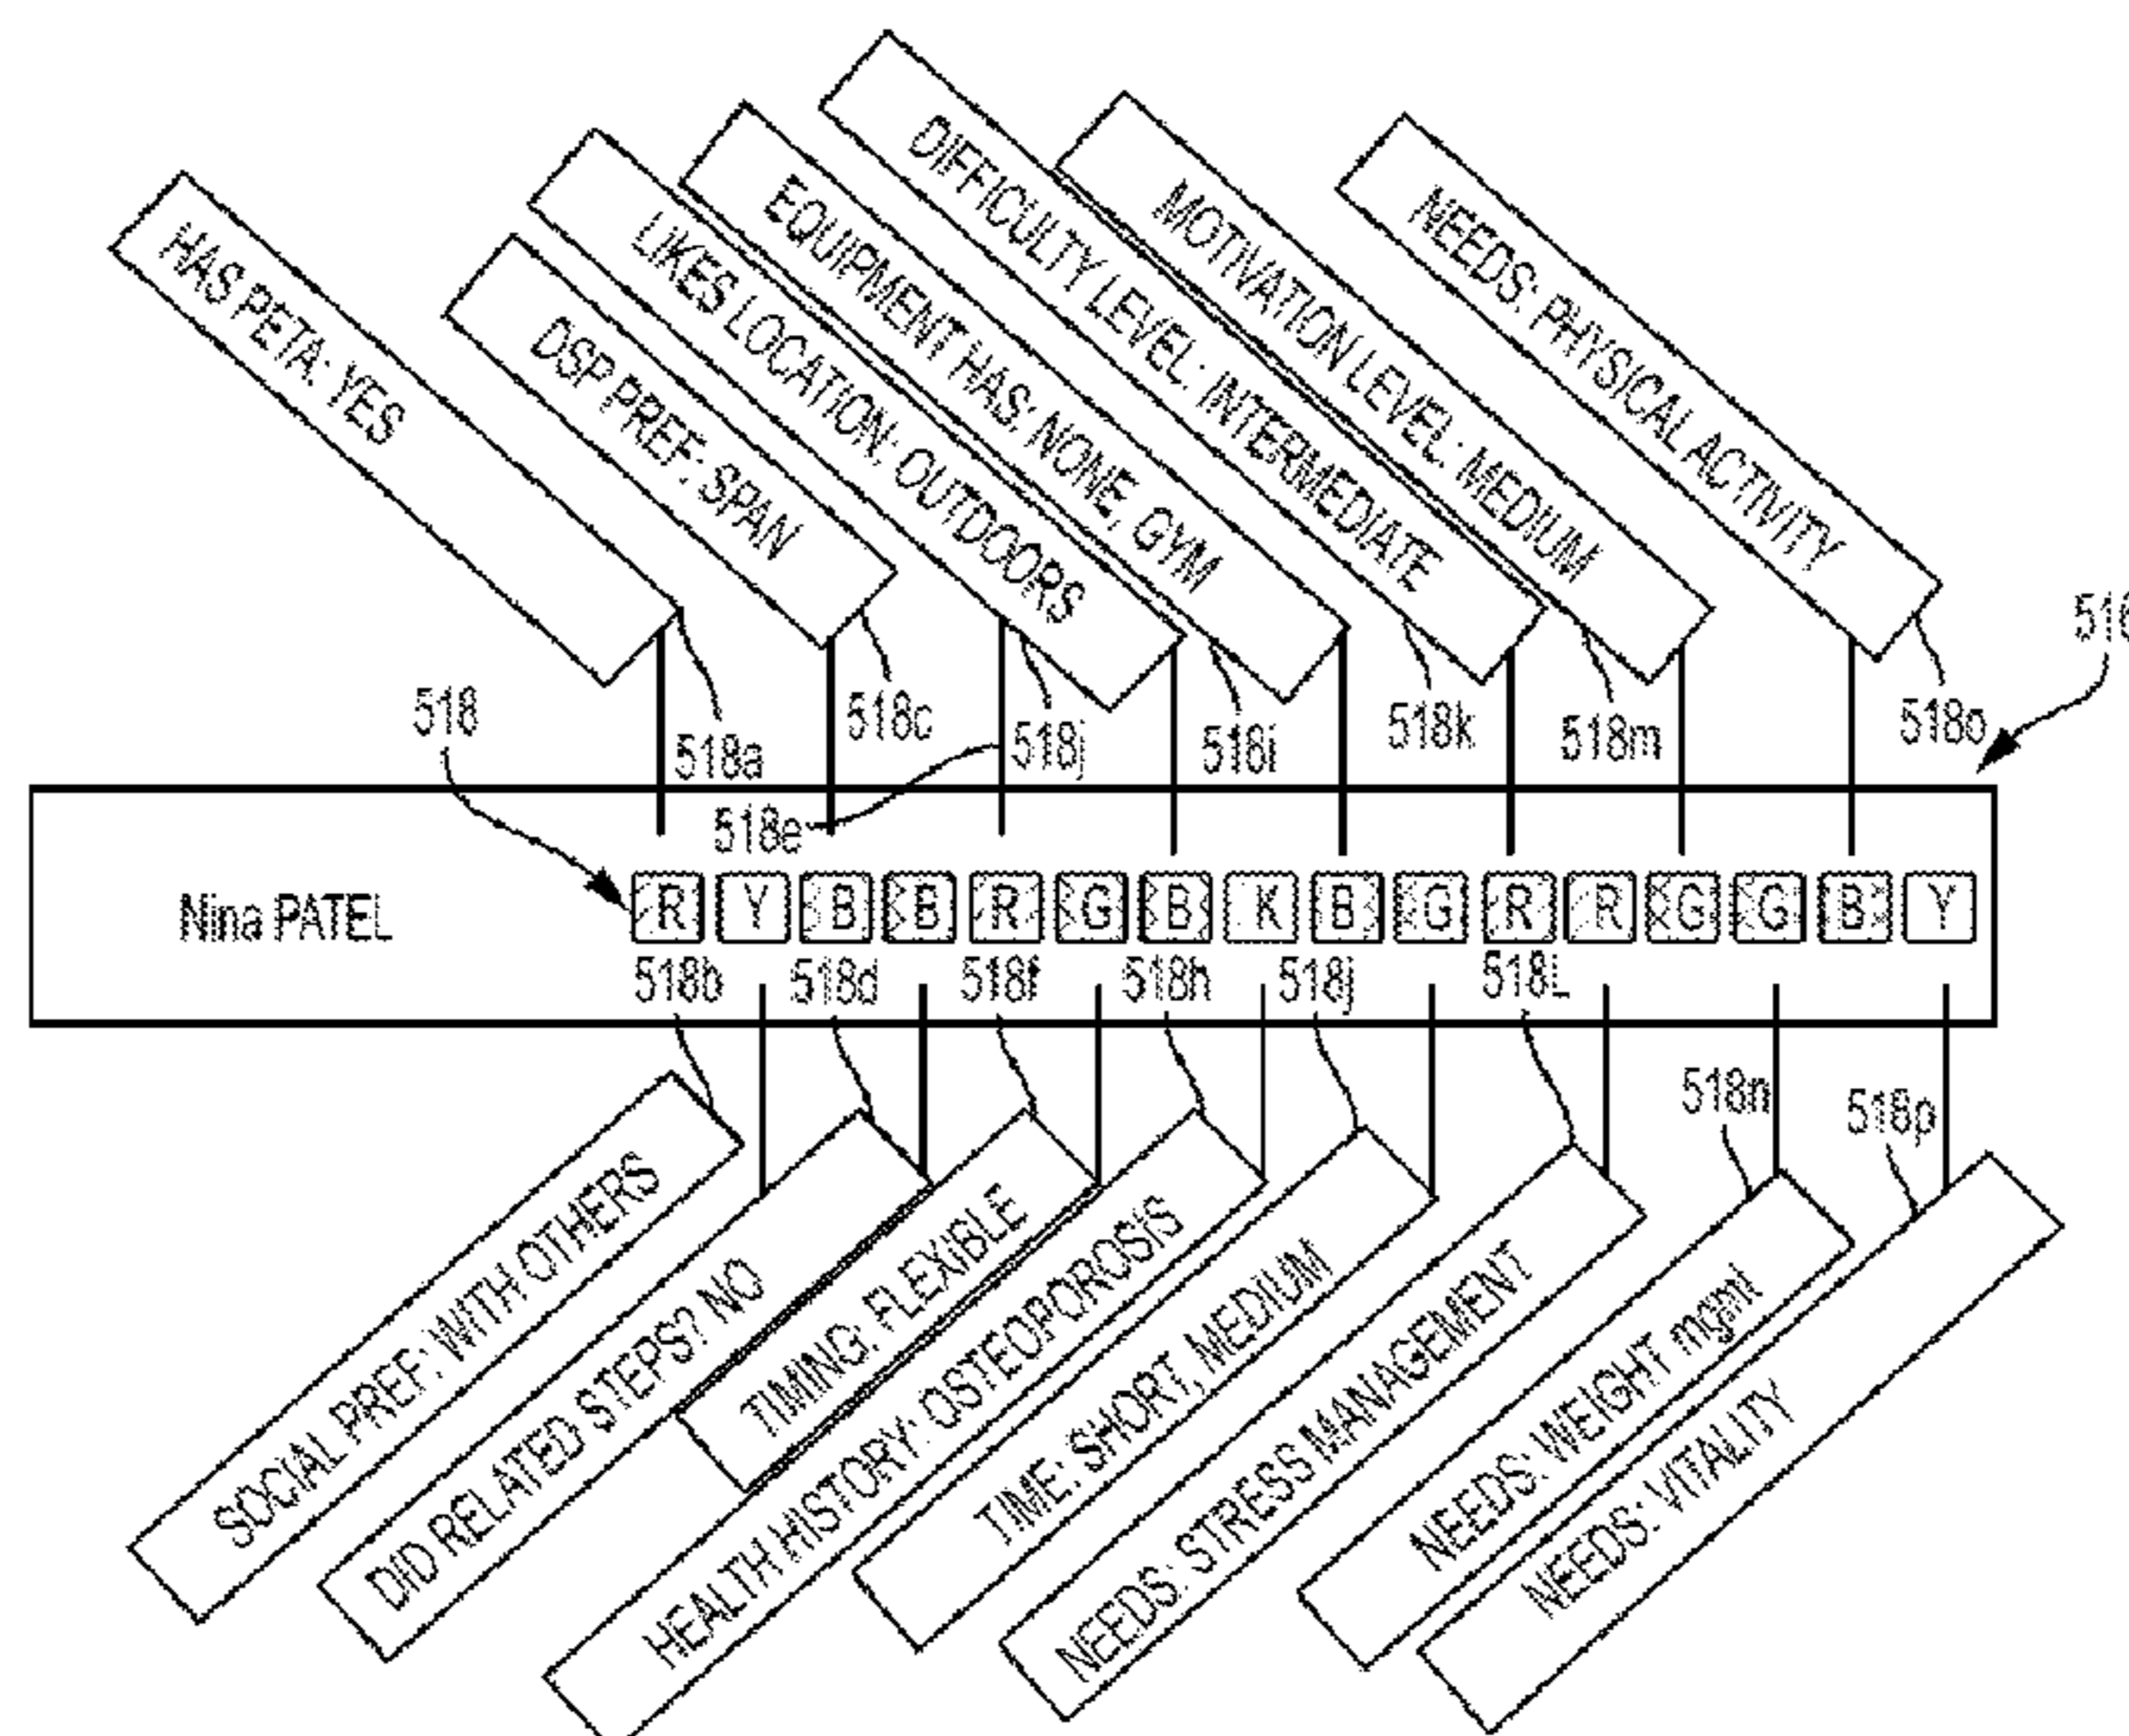 HAS PETA: YES
DSP PREF: SPAN
LIKES LOCATION; OUTDOORS
EQUIPMENT HAS; NONE, GYM
DIFFICULTY LEVEL: INTERMEDIATE
MOTIVATION LEVEL: MEDIUM
NEEDS: PHYSICAL ACTIVITY
516
518
518a
518c
518e
518j
518i
518k
518m
518o
Nina PATEL
R Y B B R G B K B G R R G G B Y
518b
518d
518f
518h
518j
518L
518n
518p
SOCIAL PREF: WITH OTHERS
DID RELATED STEPS? NO
TIMING: FLEXIBLE
HEALTH HISTORY: OSTEOPOROSIS
TIME: SHORT, MEDIUM
NEEDS: STRESS MANAGEMENT
NEEDS: WEIGHT mgmt
NEEDS: VITALITY